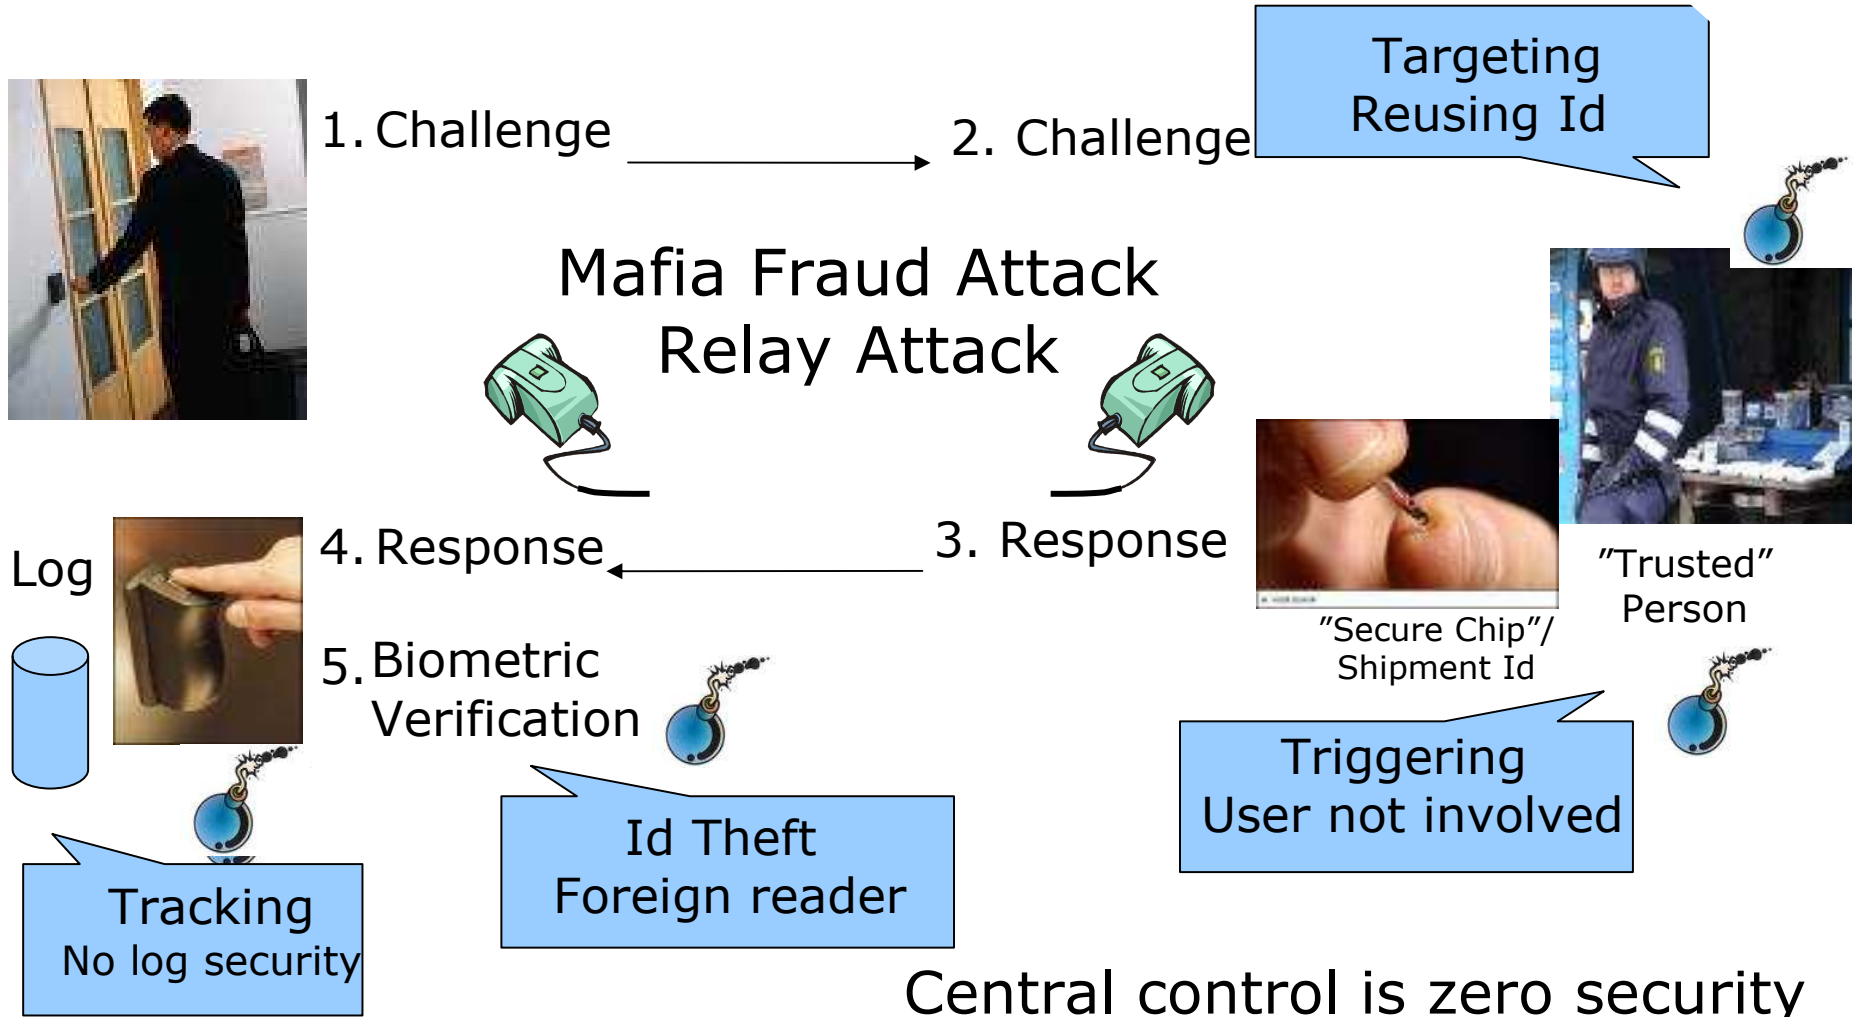 Targeting
Reusing Id
1. Challenge
2. Challenge
Mafia Fraud Attack
Relay Attack
4. Response
3. Response
Log
"Trusted"
Person
"Secure Chip"/
Shipment Id
5. Biometric
Verification
Triggering
User not involved
Id Theft
Foreign reader
Tracking
No log security
Central control is zero security